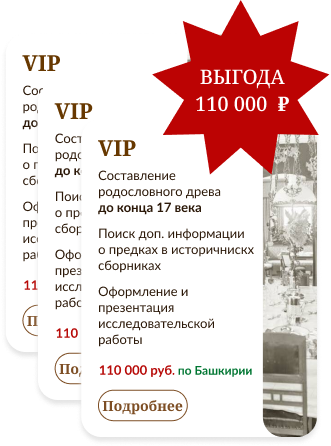 ВЫГОДА
110 000 ₽
VIP
VIP
VIP
Составление
родословного древа
до конца 17 века
Поиск доп. информации
о предках в историчнискх
сборниках
Оформление и
презентация
исследовательской
работы
110 000 руб. по Башкирии
Подробнее